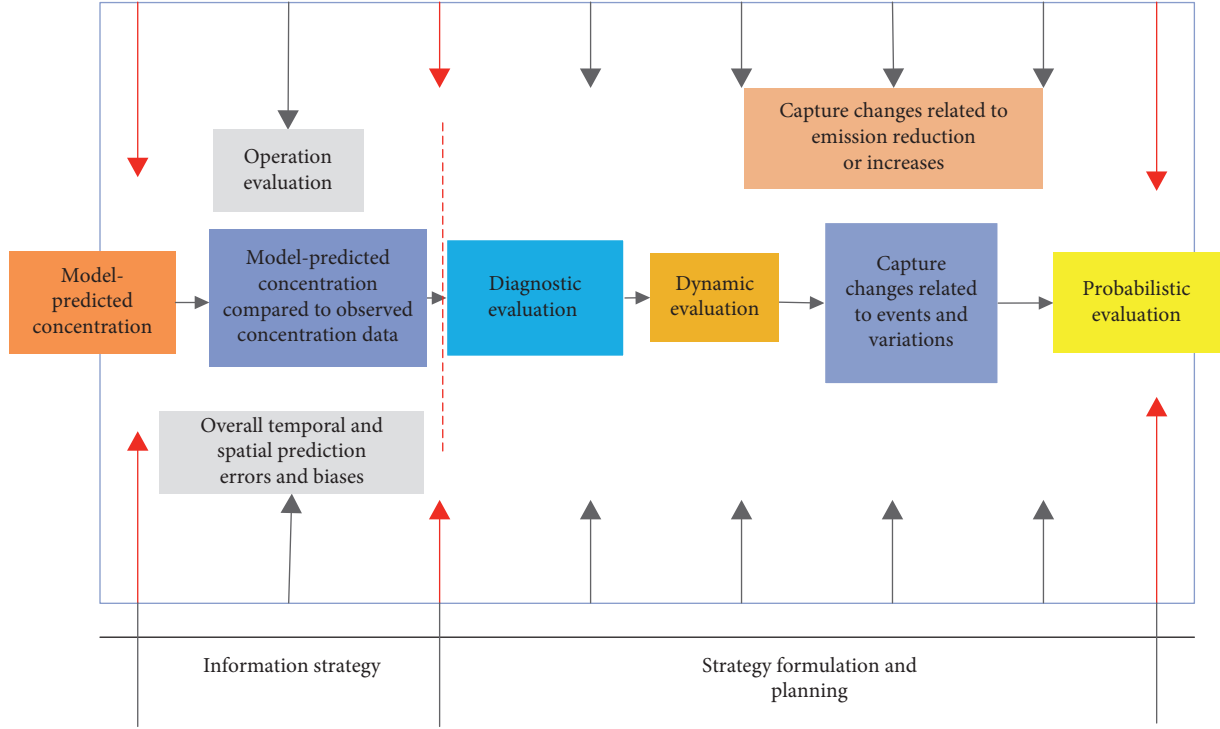 Capture changes related to
emission reduction
or increases
Operation
evaluation
Model-
predicted
concentration
Model-predicted
concentration
compared to observed
concentration data
Diagnostic
evaluation
Dynamic
evaluation
Capture
changes related
to events and
variations
Probabilistic
evaluation
Overall temporal and
spatial prediction
errors and biases
Information strategy
Strategy formulation and
planning